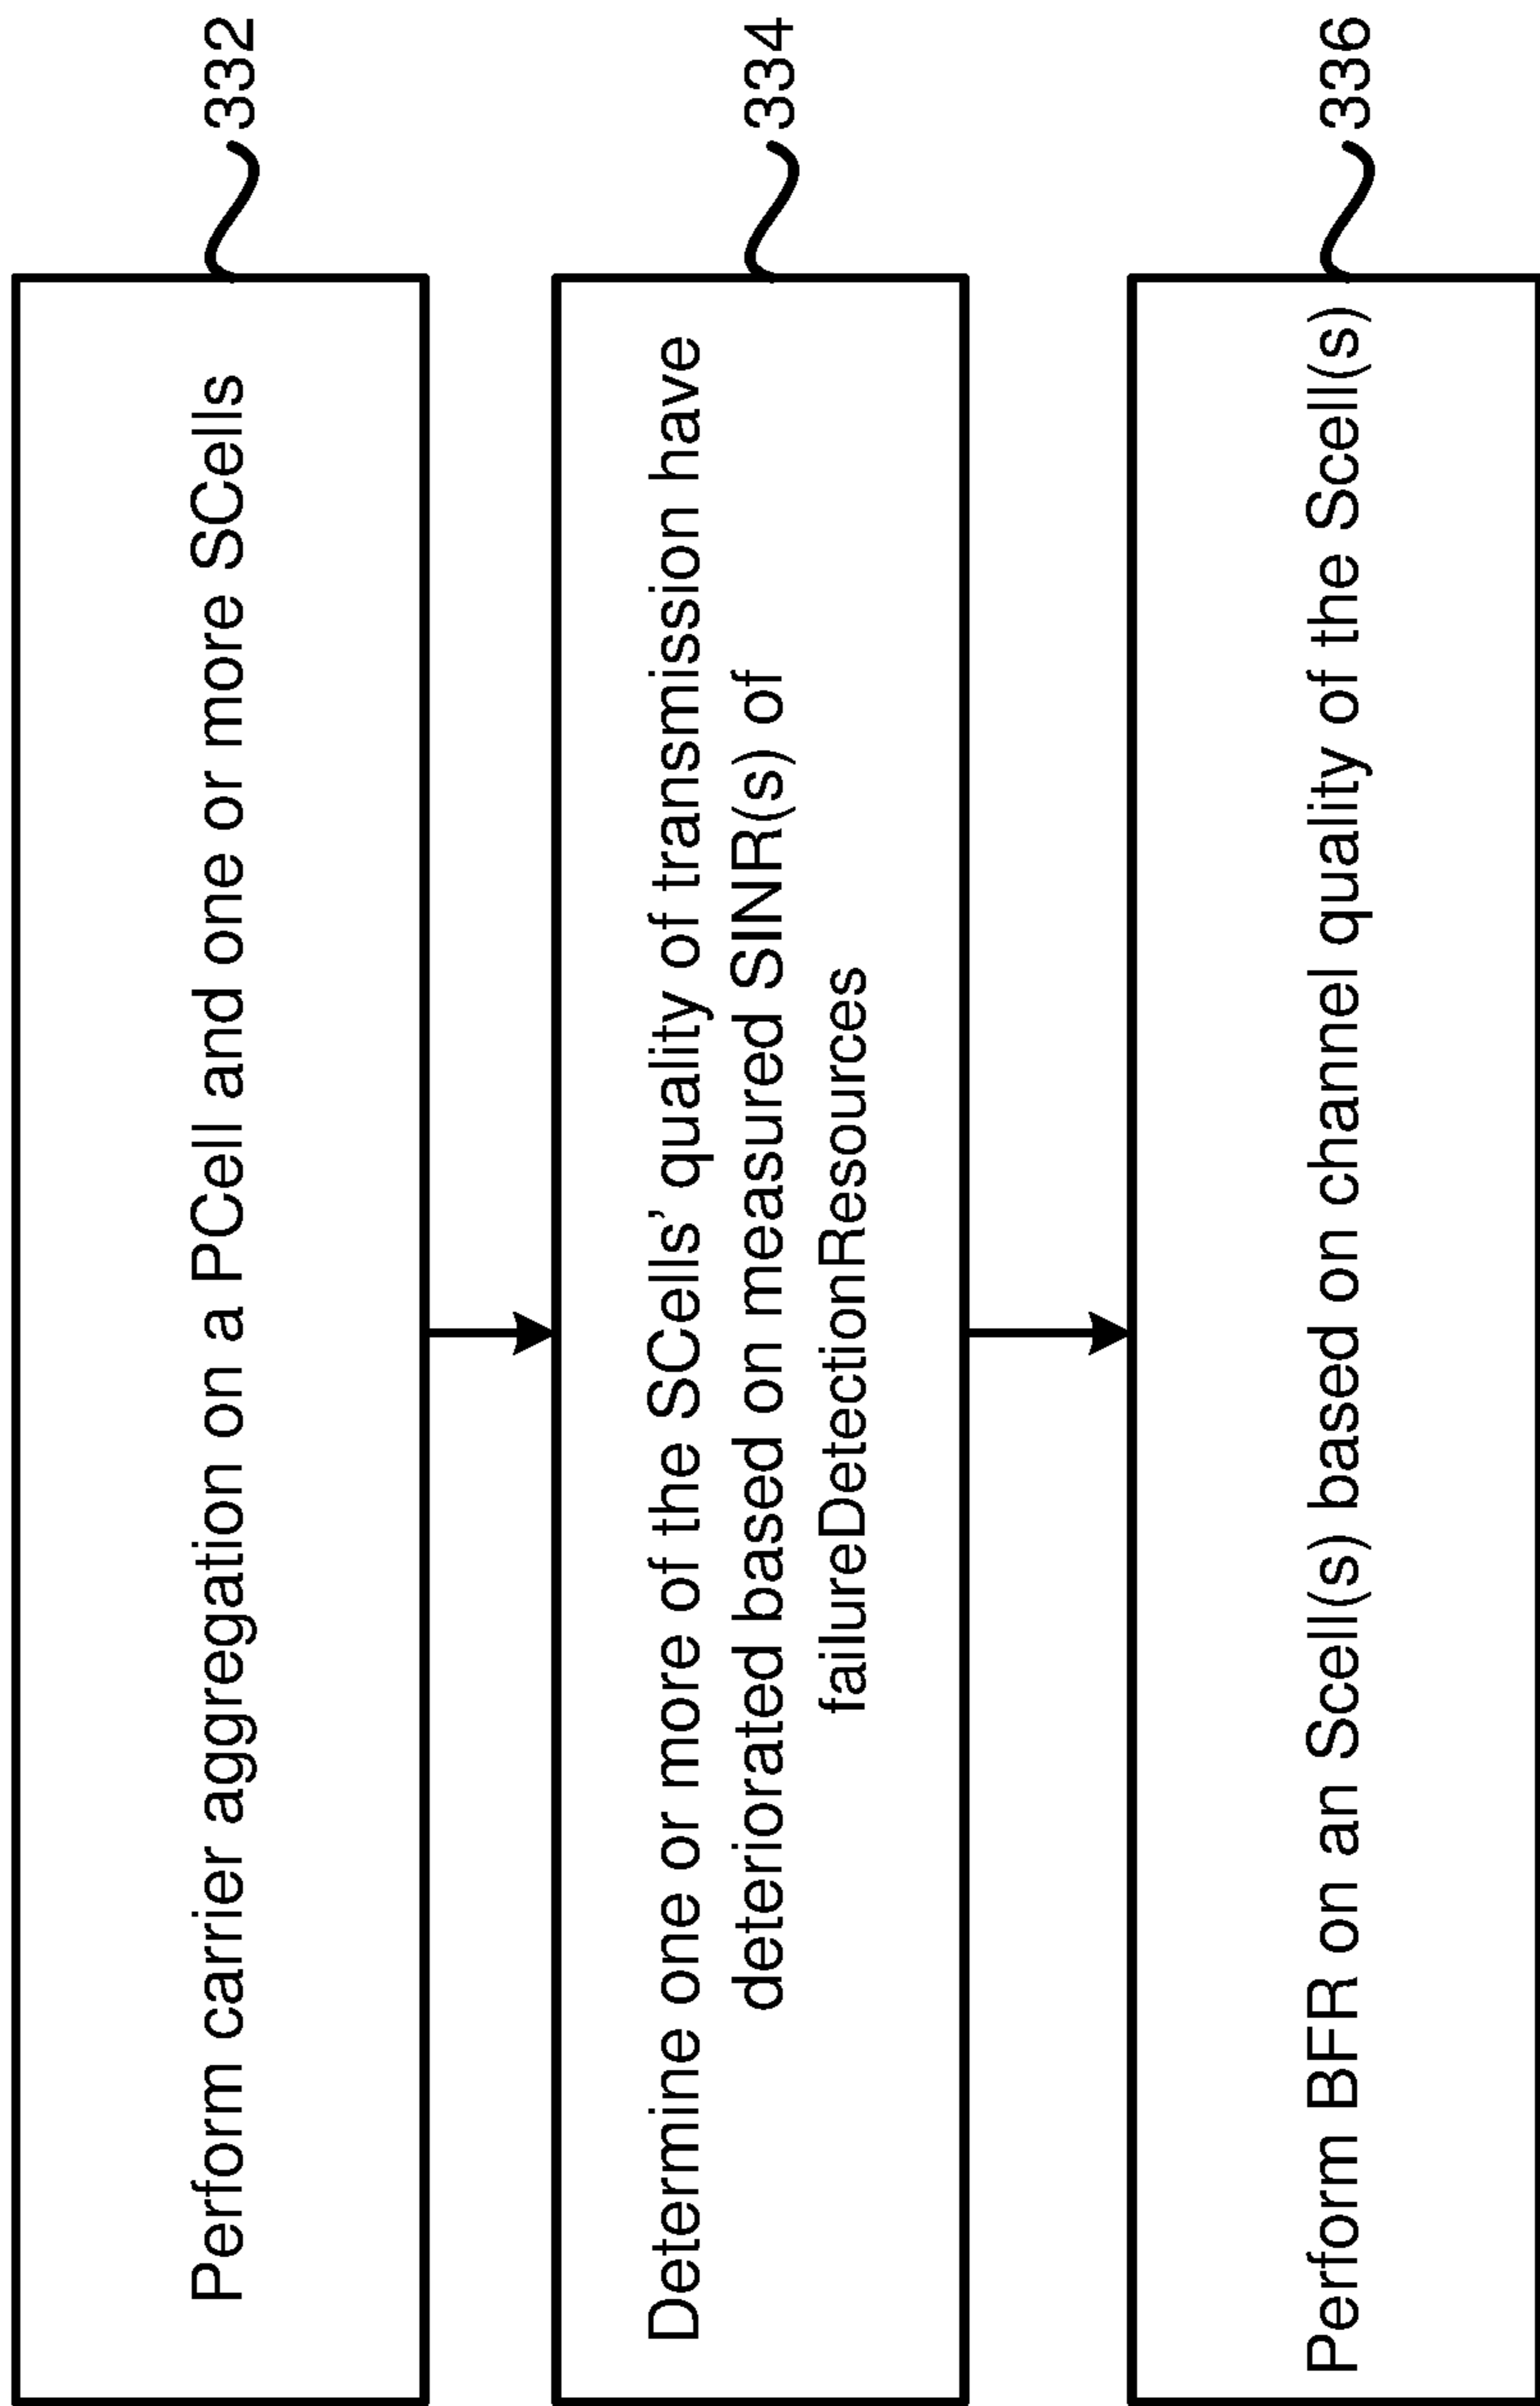 Perform carrier aggregation on a PCell and one or more SCells
332
Determine one or more of the SCells’ quality of transmission have
deteriorated based on measured SINR(s) of
failureDetectionResources
334
Perform BFR on an Scell(s) based on channel quality of the Scell(s)
336